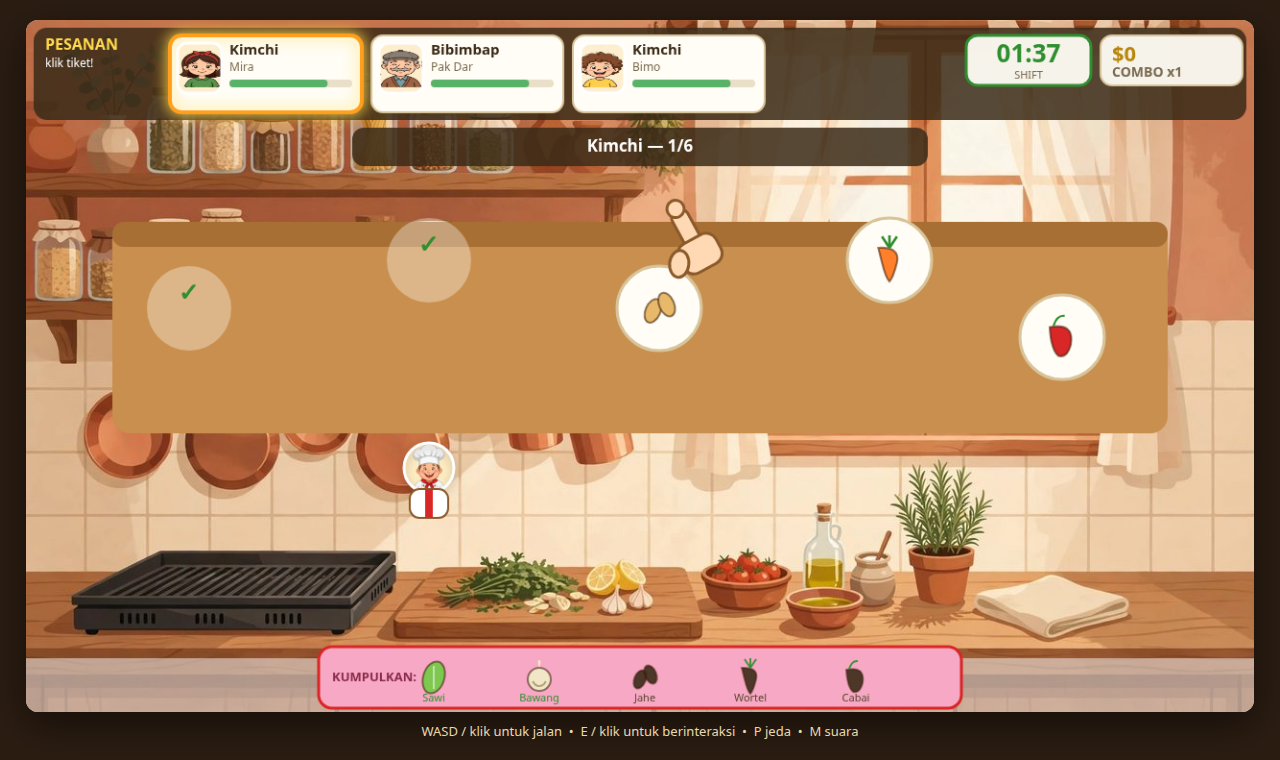 PESANAN
klik tiket!
Kimchi
Mira
Bibimbap
Pak Dar
Kimchi
Bimo
01:37
SHIFT
$0
COMBO x1
Kimchi — 1/6
KUMPULKAN:
Sawi
Bawang
Jahe
Wortel
Cabai
WASD / klik untuk jalan • E / klik untuk berinteraksi • P jeda • M suara